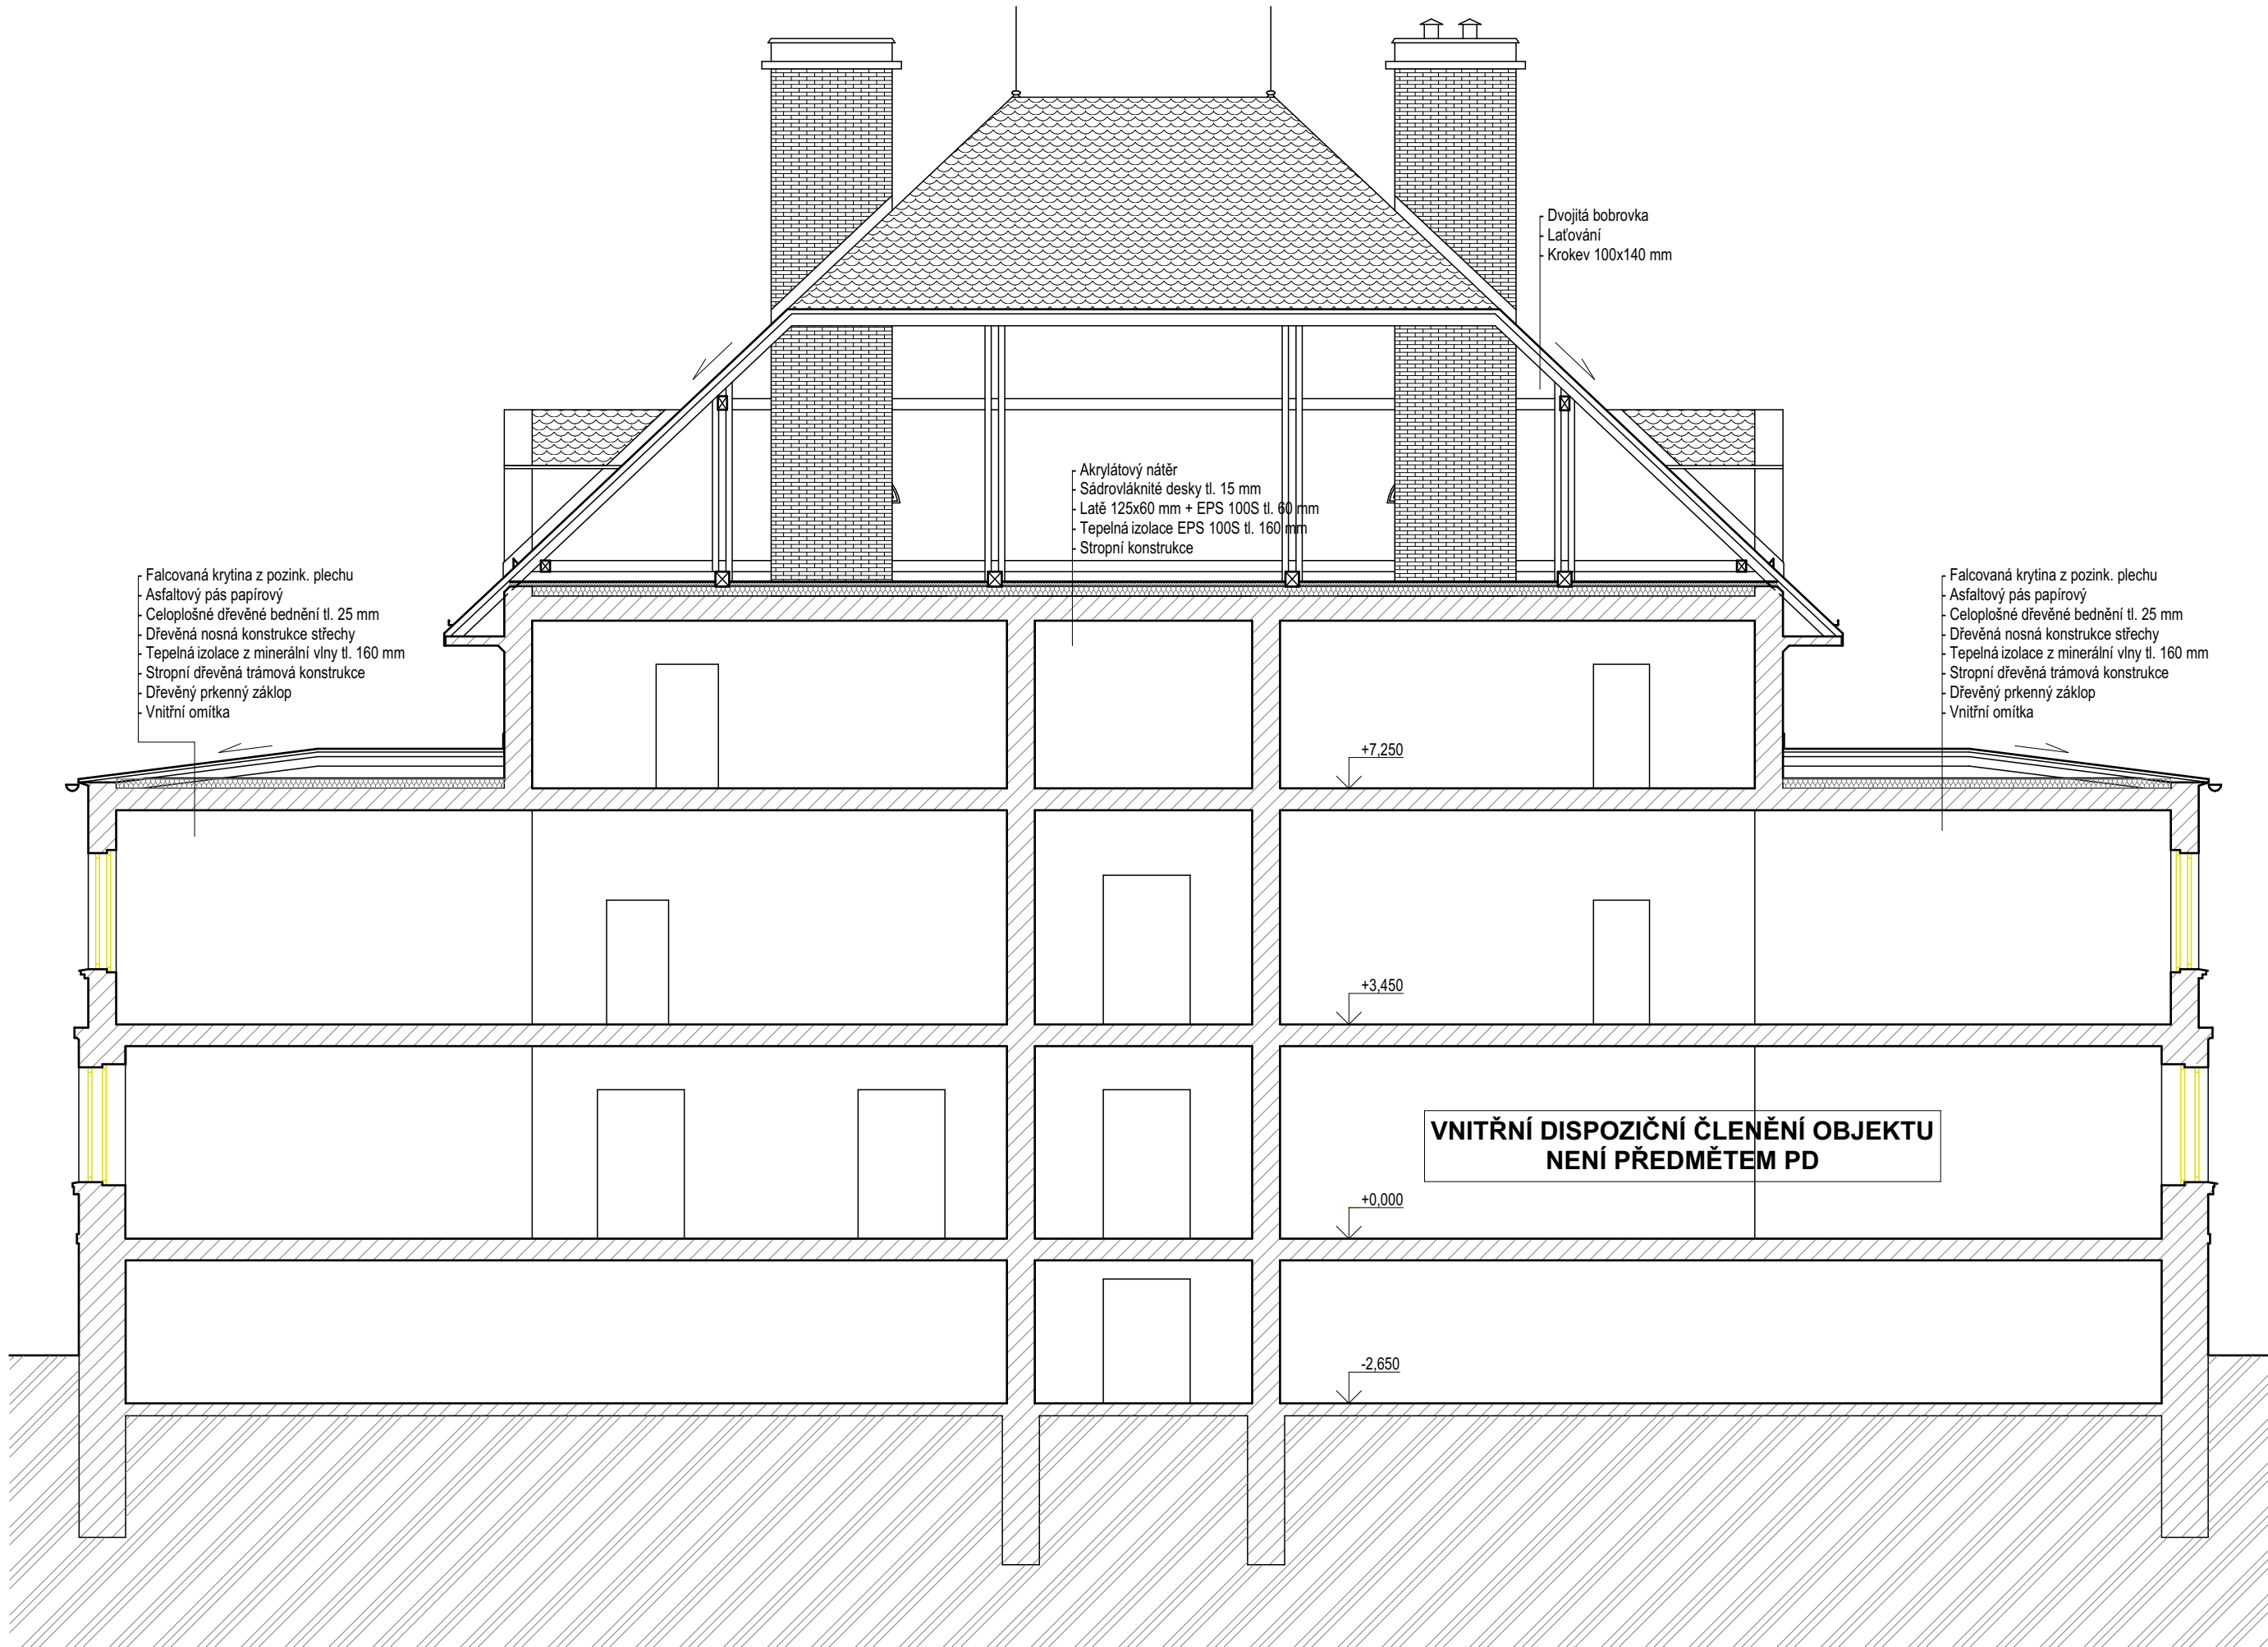 - Dvojitá bobrovka
- Laťování
- Krokev 100x140 mm
- Akrylátový nátěr
- Sádrovláknité desky tl. 15 mm
- Latě 125x60 mm + EPS 100S tl. 60 mm
- Tepelná izolace EPS 100S tl. 160 mm
- Stropní konstrukce
- Falcovaná krytina z pozink. plechu
- Asfaltový pás papírový
- Celoplošné dřevěné bednění tl. 25 mm
- Dřevěná nosná konstrukce střechy
- Tepelná izolace z minerální vlny tl. 160 mm
- Stropní dřevěná trámová konstrukce
- Dřevěný prkenný záklop
- Vnitřní omítka
- Falcovaná krytina z pozink. plechu
- Asfaltový pás papírový
- Celoplošné dřevěné bednění tl. 25 mm
- Dřevěná nosná konstrukce střechy
- Tepelná izolace z minerální vlny tl. 160 mm
- Stropní dřevěná trámová konstrukce
- Dřevěný prkenný záklop
- Vnitřní omítka
+7,250
+3,450
VNITŘNÍ DISPOZIČNÍ ČLENĚNÍ OBJEKTU
NENÍ PŘEDMĚTEM PD
+0,000
-2,650